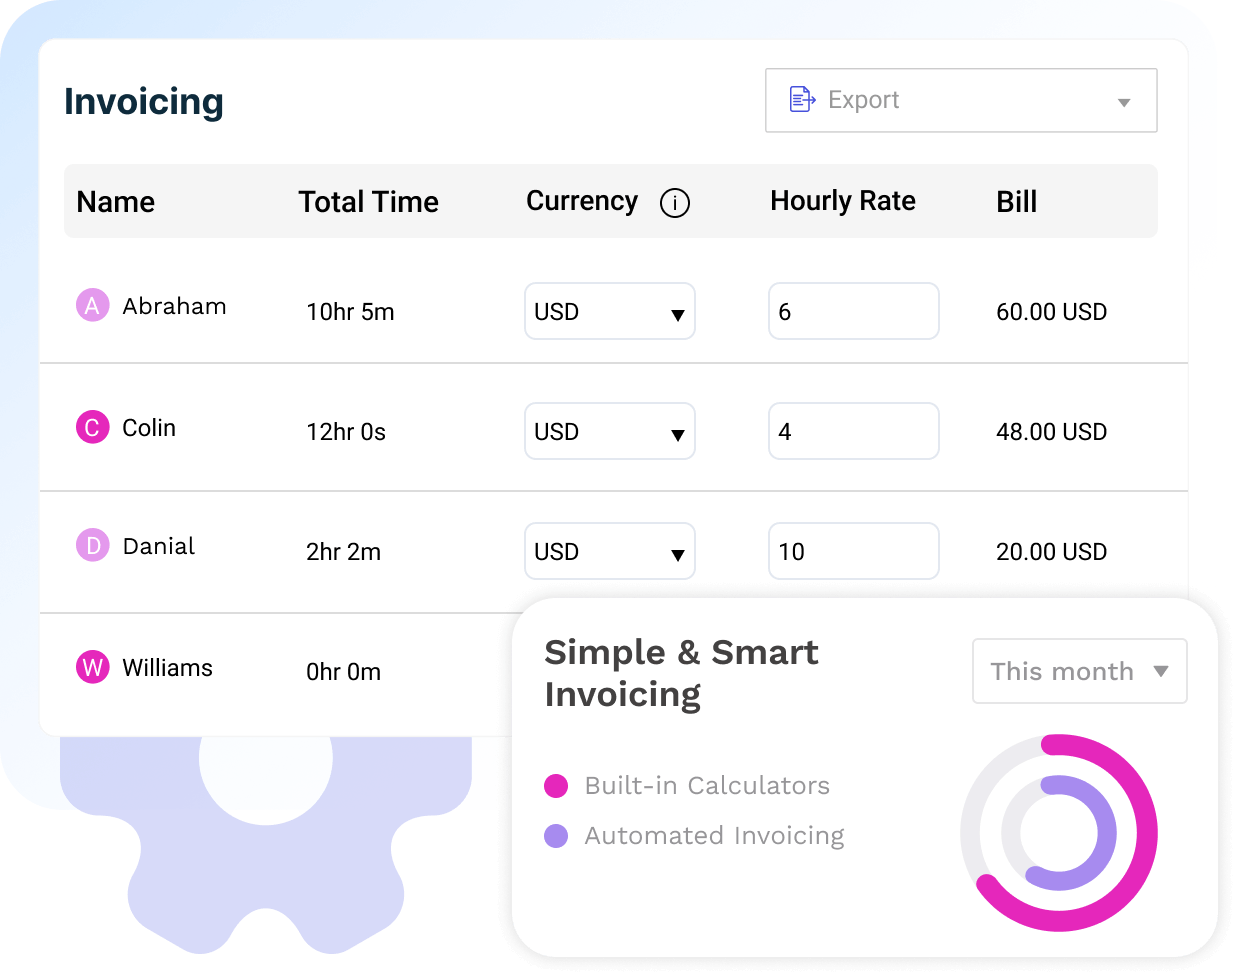 Invoicing
Export
Name Total Time Currency i Hourly Rate Bill
A Abraham 10hr 5m USD 6 60.00 USD
C Colin 12hr 0s USD 4 48.00 USD
D Danial 2hr 2m USD 10 20.00 USD
W Williams 0hr 0m
Simple & Smart
Invoicing
This month
Built-in Calculators
Automated Invoicing